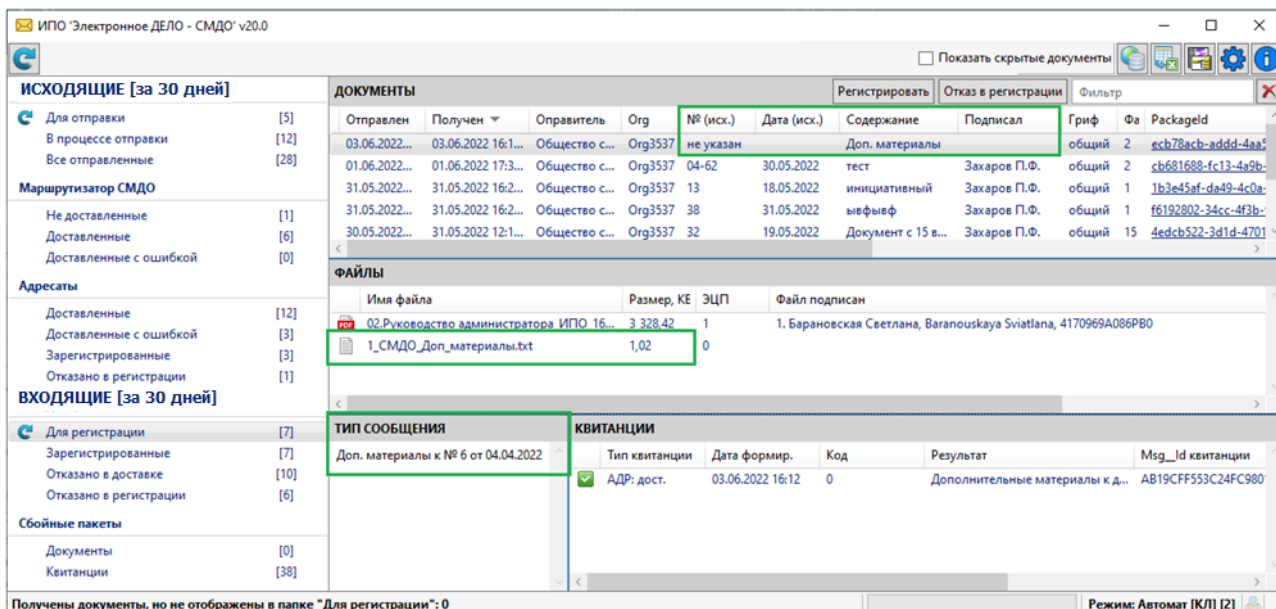 ИПО 'Электронное ДЕЛО - СМДО' v20.0
Показать скрытые документы
ИСХОДЯЩИЕ [за 30 дней]
Для отправки [5]
В процессе отправки [12]
Все отправленные [28]
Маршрутизатор СМДО
Не доставленные [1]
Доставленные [6]
Доставленные с ошибкой [0]
Адресаты
Доставленные [12]
Доставленные с ошибкой [3]
Зарегистрированные [3]
Отказано в регистрации [1]
ВХОДЯЩИЕ [за 30 дней]
Для регистрации [7]
Зарегистрированные [7]
Отказано в доставке [10]
Отказано в регистрации [6]
Сбойные пакеты
Документы [0]
Квитанции [38]
ДОКУМЕНТЫ Регистрировать Отказ в регистрации Фильтр
Отправлен Получен Оправитель Org № (исх.) Дата (исх.) Содержание Подписал Гриф Фа PackageId
03.06.2022... 03.06.2022 16:1... Общество с... Org3537 не указан Доп. материалы общий 2 ecb78acb-addd-4aa5
01.06.2022... 01.06.2022 17:3... Общество с... Org3537 04-62 30.05.2022 тест Захаров П.Ф. общий 2 cb681688-fc13-4a9b-
31.05.2022... 31.05.2022 16:2... Общество с... Org3537 13 18.05.2022 инициативный Захаров П.Ф. общий 1 1b3e45af-da49-4c0a-
31.05.2022... 31.05.2022 16:2... Общество с... Org3537 38 31.05.2022 ывфывф Захаров П.Ф. общий 1 f6192802-34cc-4f3b-
30.05.2022... 31.05.2022 12:1... Общество с... Org3537 32 19.05.2022 Документ с 15 в... Захаров П.Ф. общий 15 4edcb522-3d1d-4701
ФАЙЛЫ
Имя файла Размер, КБ ЭЦП Файл подписан
02.Руководство администратора_ИПО_16... 3 328,42 1 1. Барановская Светлана, Baranouskaya Sviatlana, 4170969A086PB0
1_СМДО_Доп_материалы.txt 1,02 0
ТИП СООБЩЕНИЯ
Доп. материалы к № 6 от 04.04.2022
КВИТАНЦИИ
Тип квитанции Дата формир. Код Результат Msg_Id квитанции
АДР: дост. 03.06.2022 16:12 0 Дополнительные материалы к д... AB19CFF553C24FC980
Получены документы, но не отображены в папке "Для регистрации": 0
Режим: Автомат [КЛ] [2]